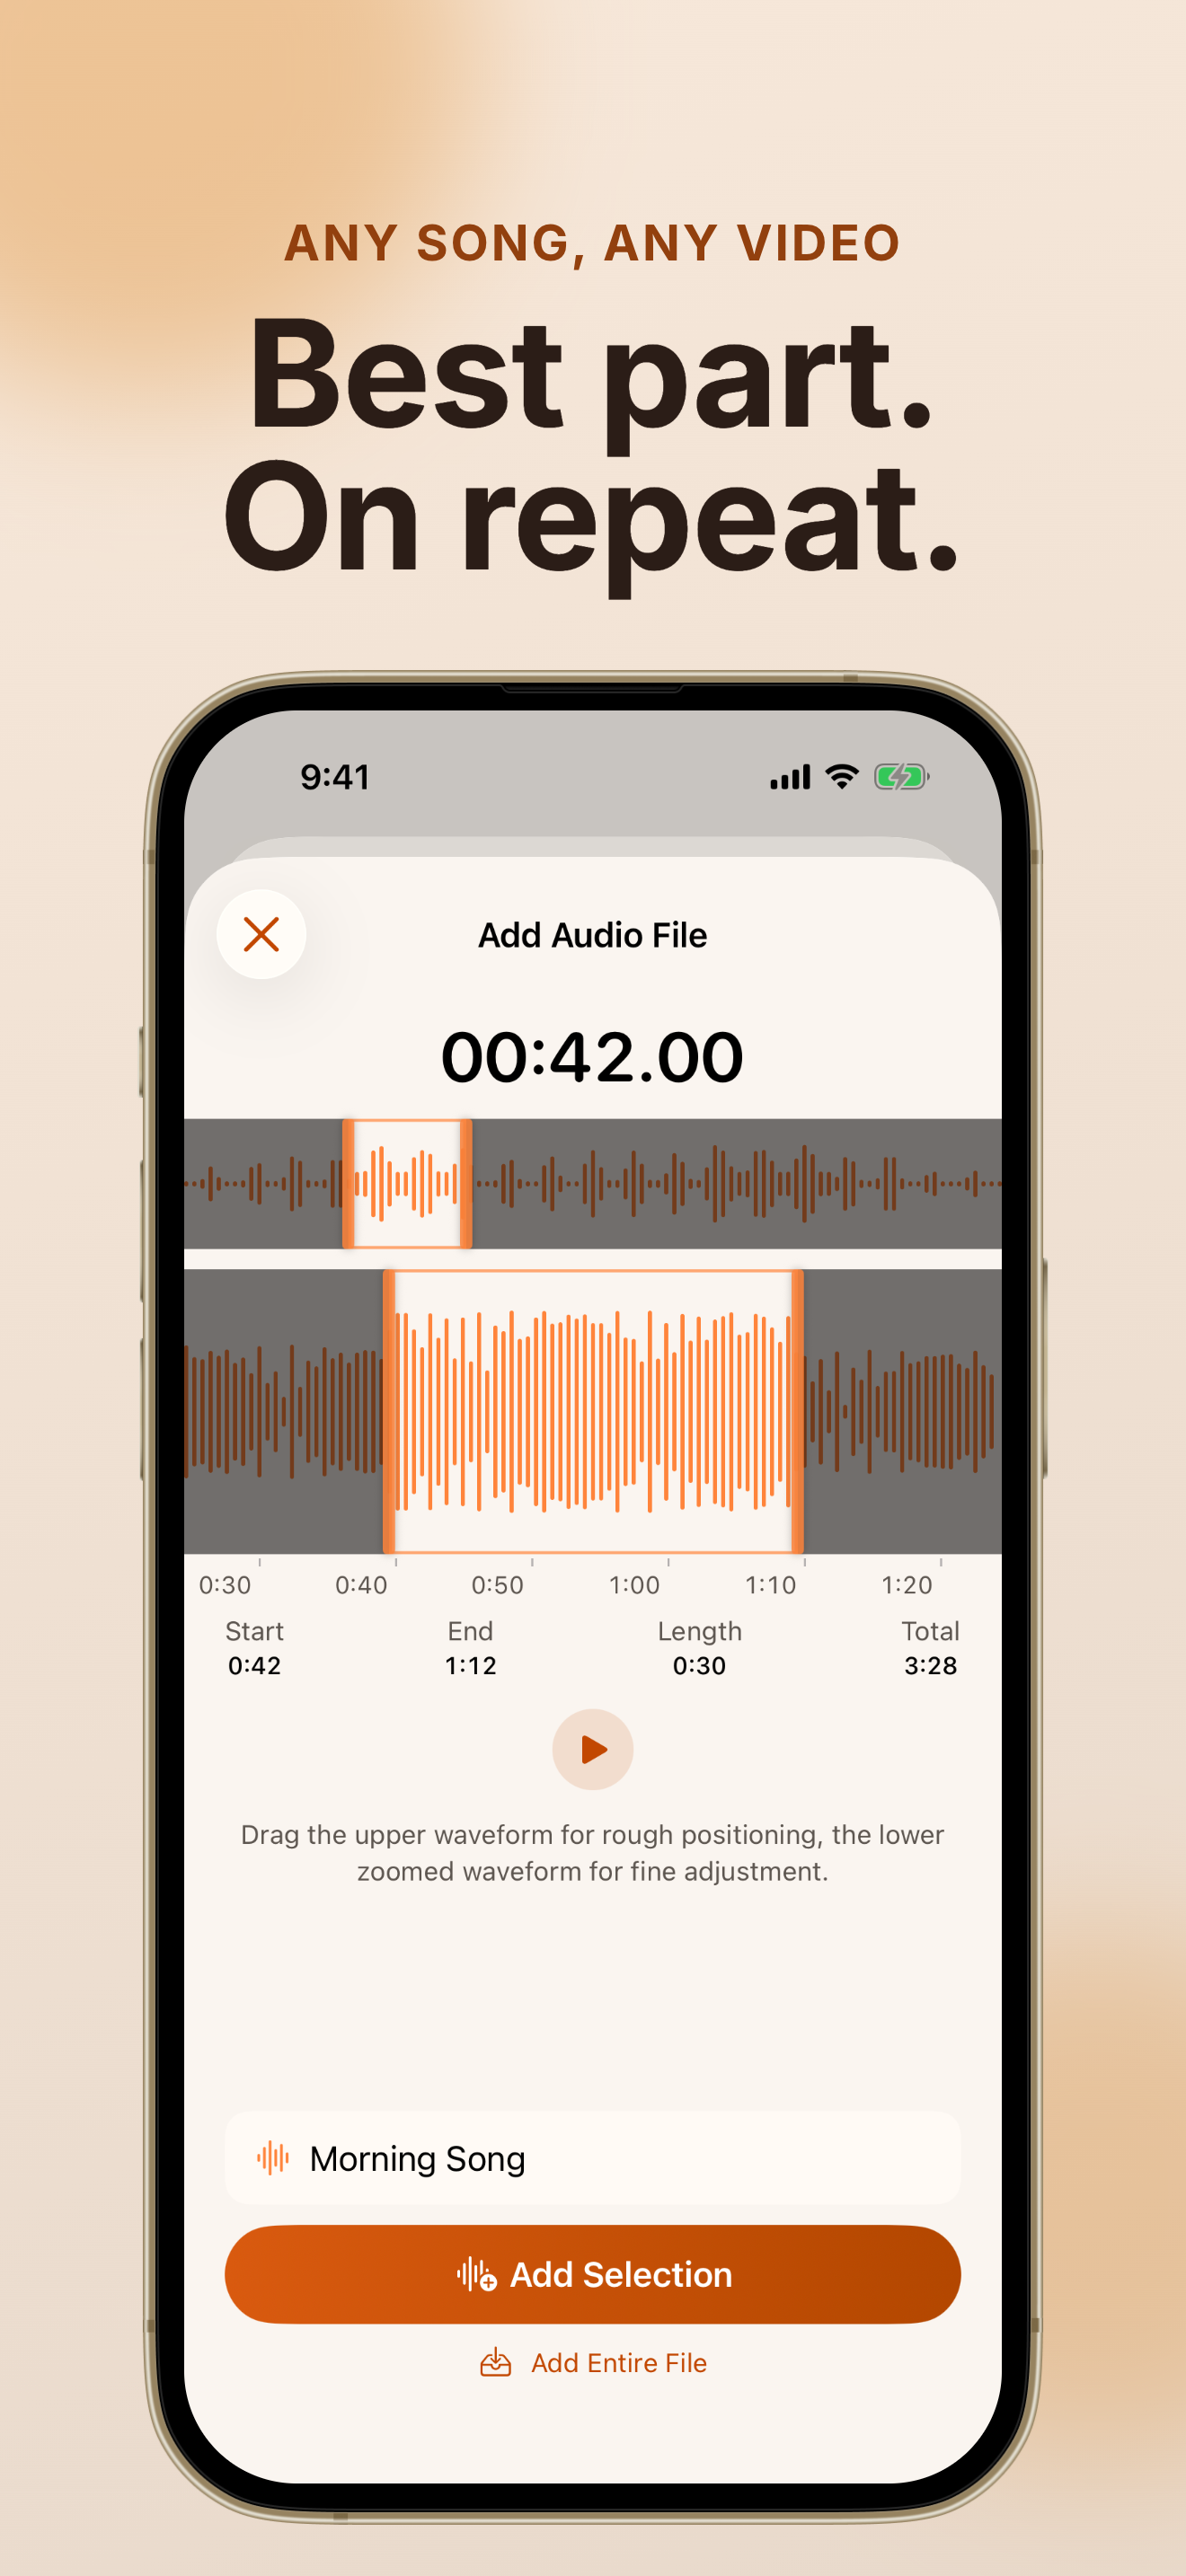 ANY SONG, ANY VIDEO
Best part.
On repeat.
9:41
Add Audio File
00:42.00
0:30 0:40 0:50 1:00 1:10 1:20
Start End Length Total
0:42 1:12 0:30 3:28
Drag the upper waveform for rough positioning, the lower
zoomed waveform for fine adjustment.
Morning Song
Add Selection
Add Entire File